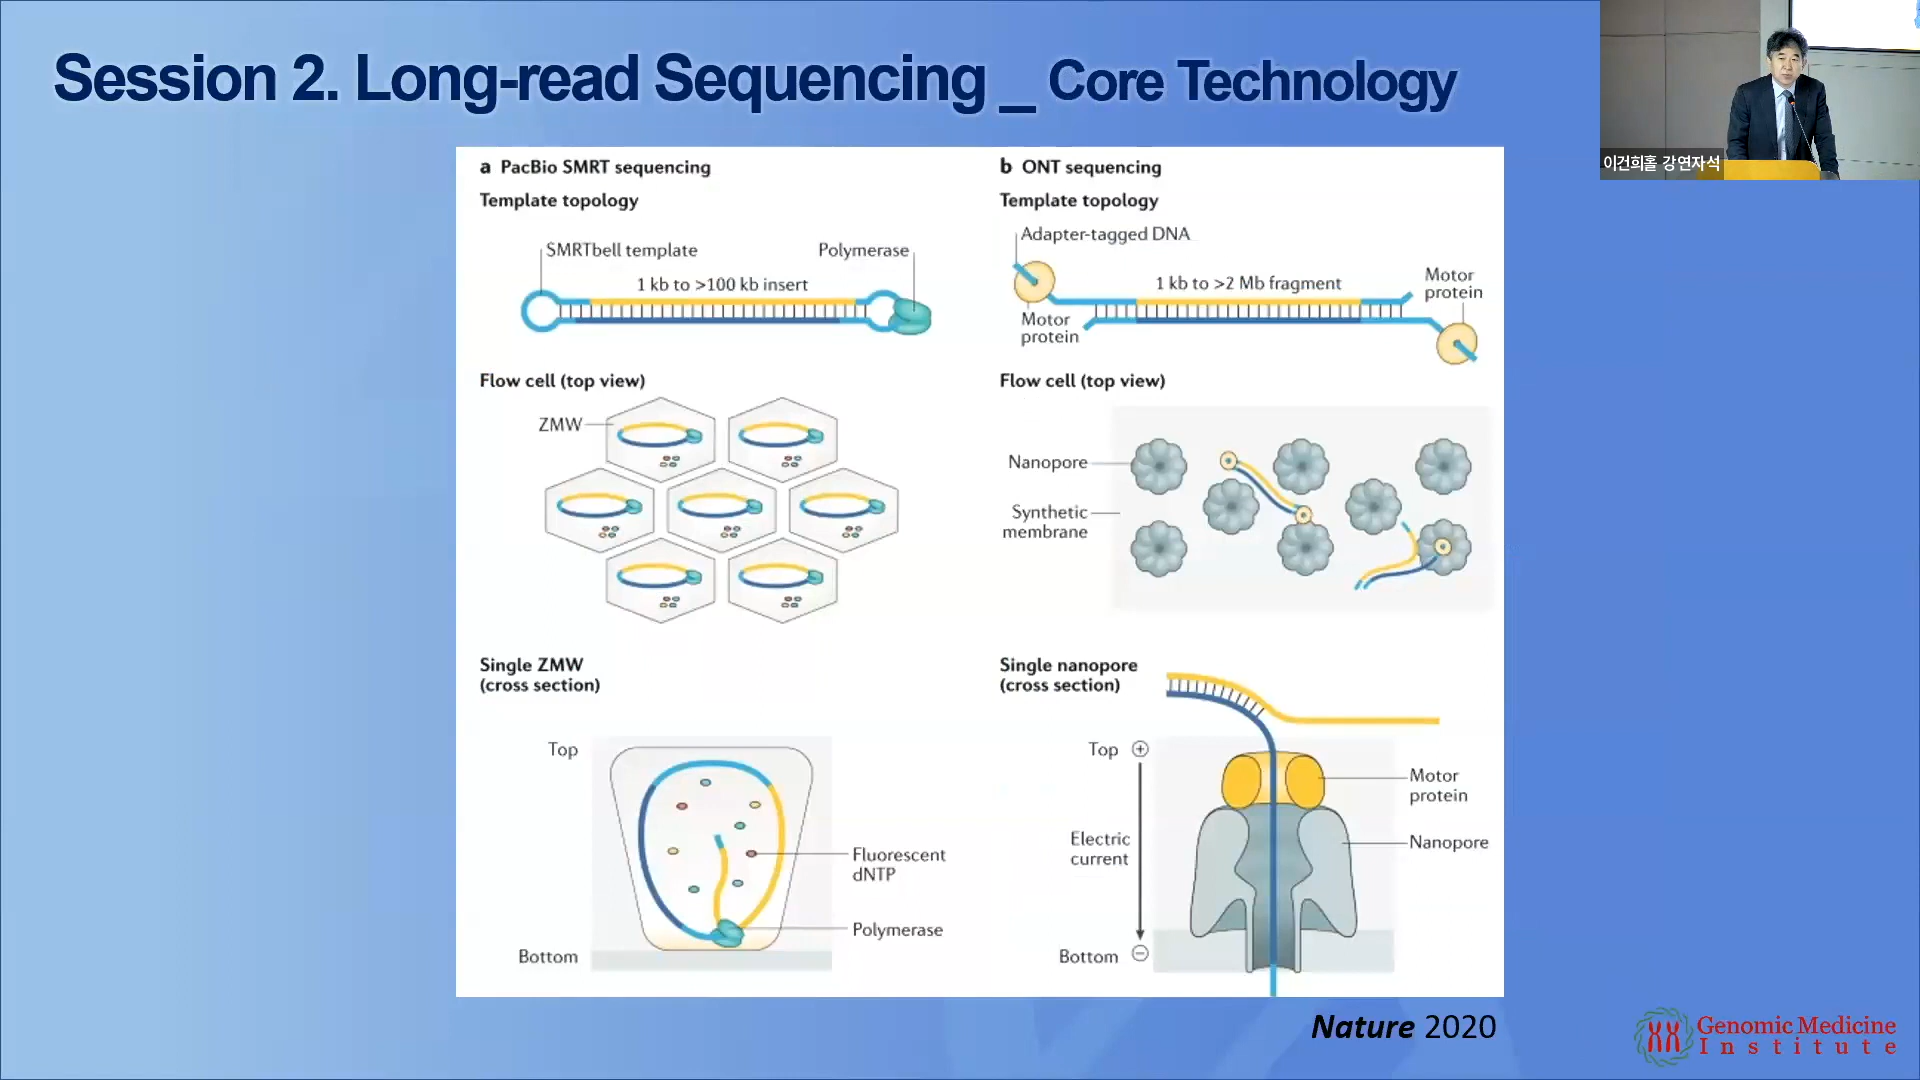 Session 2. Long-read Sequencing _ Core Technology
이건희홀 강연자석
a PacBio SMRT sequencing
Template topology
SMRTbell template
Polymerase
1 kb to >100 kb insert
Flow cell (top view)
ZMW
Single ZMW
(cross section)
Top
Fluorescent
dNTP
Polymerase
Bottom
b ONT sequencing
Template topology
Adapter-tagged DNA
1 kb to >2 Mb fragment
Motor
protein
Motor
protein
Flow cell (top view)
Nanopore
Synthetic
membrane
Single nanopore
(cross section)
Top +
Motor
protein
Electric
current
Nanopore
Bottom −
Nature 2020
Genomic Medicine
Institute